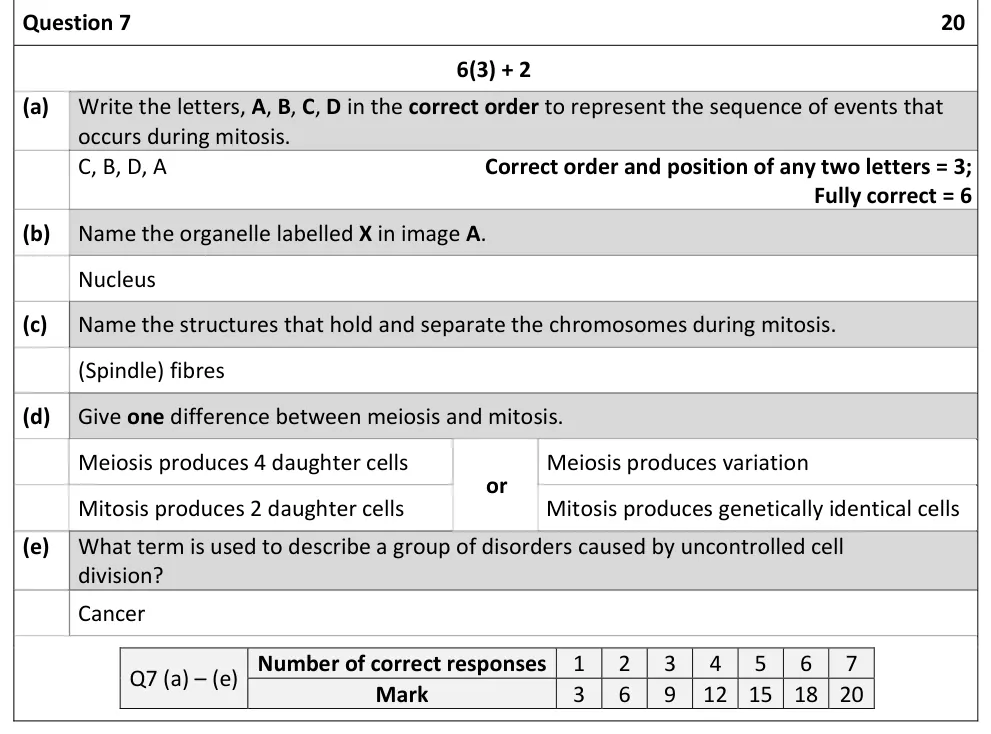 Question 7 20
6(3) + 2
(a) Write the letters, A, B, C, D in the correct order to represent the sequence of events that
occurs during mitosis.
C, B, D, A Correct order and position of any two letters = 3;
Fully correct = 6
(b) Name the organelle labelled X in image A.
Nucleus
(c) Name the structures that hold and separate the chromosomes during mitosis.
(Spindle) fibres
(d) Give one difference between meiosis and mitosis.
Meiosis produces 4 daughter cells
Mitosis produces 2 daughter cells
or
Meiosis produces variation
Mitosis produces genetically identical cells
(e) What term is used to describe a group of disorders caused by uncontrolled cell
division?
Cancer
Q7 (a) – (e)
Number of correct responses 1 2 3 4 5 6 7
Mark 3 6 9 12 15 18 20